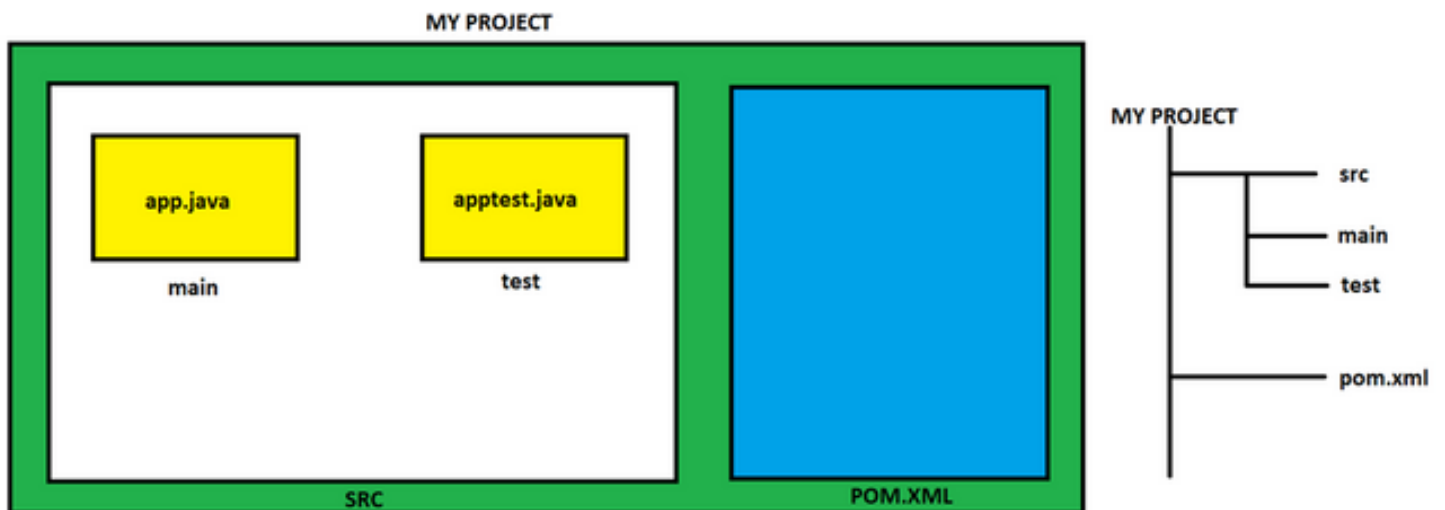 MY PROJECT
app.java
apptest.java
main
test
SRC
POM.XML
MY PROJECT
src
main
test
pom.xml